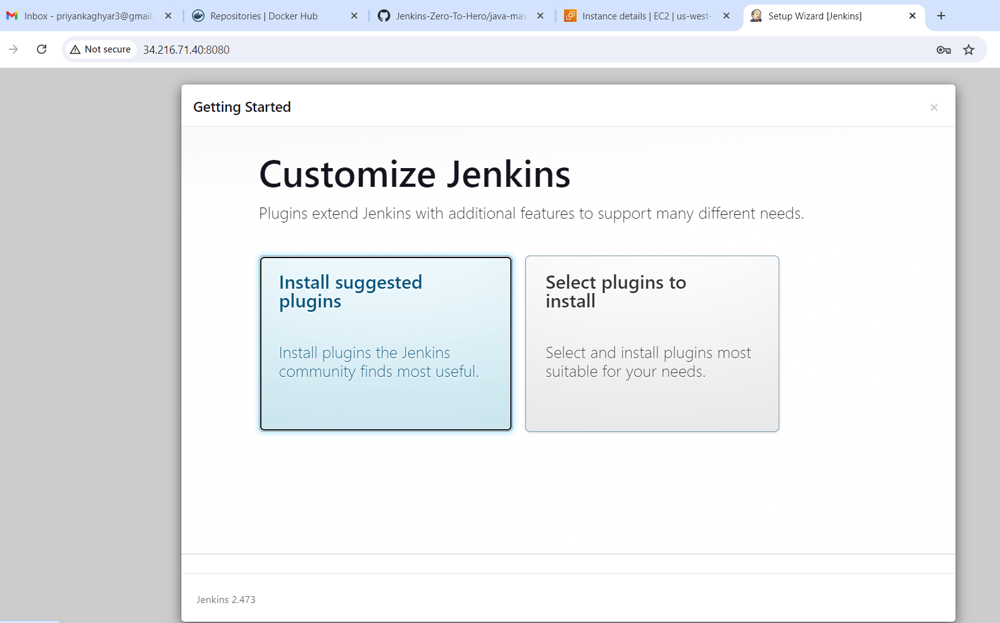 Inbox - priyankaghyar3@gmail.
Repositories | Docker Hub
Jenkins-Zero-To-Hero/java-mav
Instance details | EC2 | us-west-
Setup Wizard [Jenkins]
Not secure
34.216.71.40:8080
Getting Started
Customize Jenkins
Plugins extend Jenkins with additional features to support many different needs.
Install suggested
plugins
Install plugins the Jenkins
community finds most useful.
Select plugins to
install
Select and install plugins most
suitable for your needs.
Jenkins 2.473